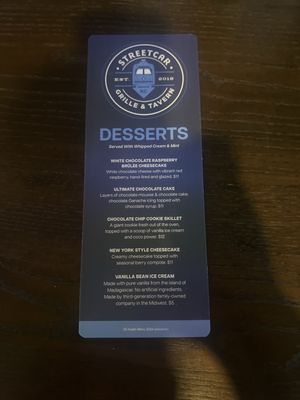 STREETCAR
EST. 2018
KC
GRILLE & TAVERN
DESSERTS
Served With Whipped Cream & Mint
WHITE CHOCOLATE RASPBERRY
BRÛLEE CHEESECAKE
White chocolate cheese with vibrant red
raspberry, hand-fired and glazed. $11
ULTIMATE CHOCOLATE CAKE
Layers of chocolate mousse & chocolate cake,
chocolate Ganache icing topped with
chocolate syrup. $11
CHOCOLATE CHIP COOKIE SKILLET
A giant cookie fresh out of the oven,
topped with a scoop of vanilla ice cream
and coco power. $12
NEW YORK STYLE CHEESECAKE
Creamy cheesecake topped with
seasonal berry compote. $11
VANILLA BEAN ICE CREAM
Made with pure vanilla from the island of
Madagascar. No artificial ingredients.
Made by third-generation family-owned
company in the Midwest. $5